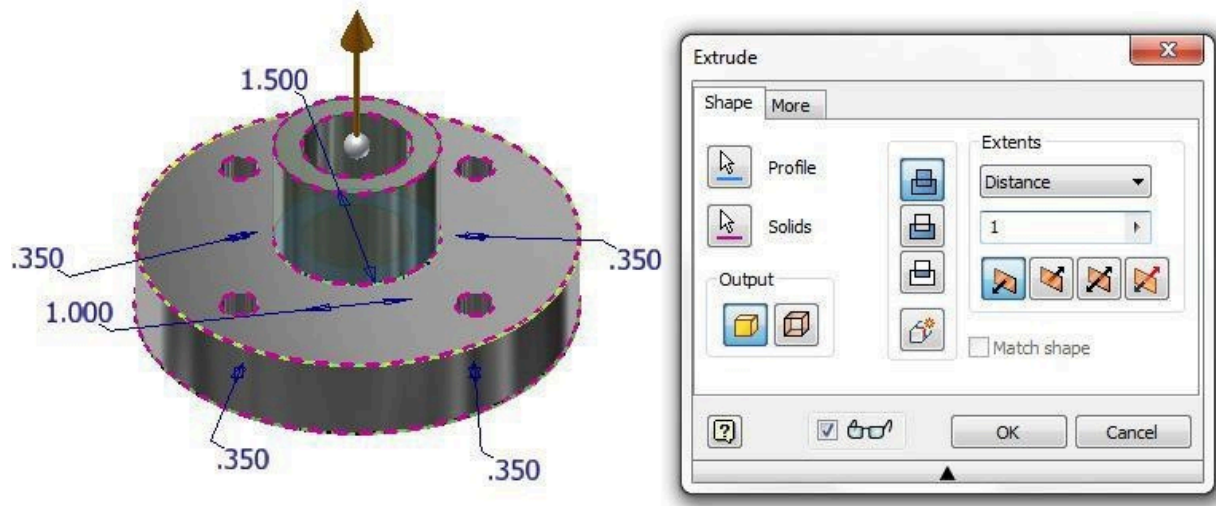 1.500
.350
.350
1.000
.350
.350
Extrude
Shape
More
Profile
Solids
Output
Extents
Distance
1
Match shape
?
OK
Cancel